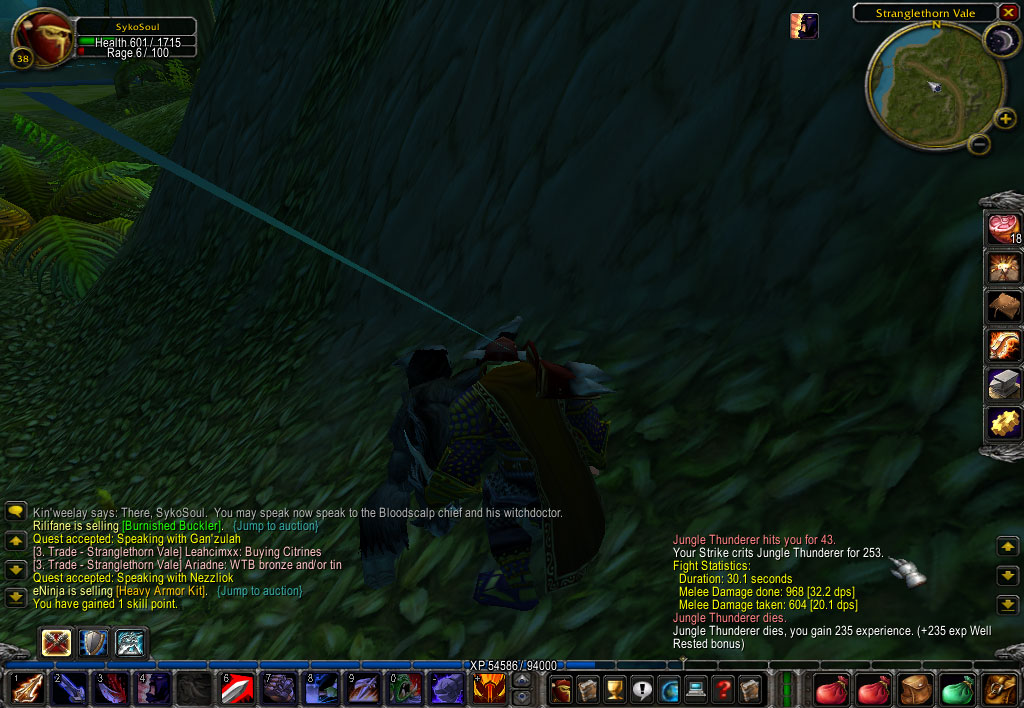 SykoSoul
Health 601 / 1715
Rage 6 / 100
38
Stranglethorn Vale
N
18
Kin'weelay says: There, SykoSoul. You may speak now speak to the Bloodscalp chief and his witchdoctor.
Rilifane is selling [Burnished Buckler]. {Jump to auction}
Quest accepted: Speaking with Gan'zulah
[3. Trade - Stranglethorn Vale] Leahcimxx: Buying Citrines
[3. Trade - Stranglethorn Vale] Ariadne: WTB bronze and/or tin
Quest accepted: Speaking with Nezzliok
eNinja is selling [Heavy Armor Kit]. {Jump to auction}
You have gained 1 skill point.
Jungle Thunderer hits you for 43.
Your Strike crits Jungle Thunderer for 253.
Fight Statistics:
Duration: 30.1 seconds
Melee Damage done: 968 [32.2 dps]
Melee Damage taken: 604 [20.1 dps]
Jungle Thunderer dies.
Jungle Thunderer dies, you gain 235 experience. (+235 exp Well
Rested bonus)
XP 54586 / 94000
1 2 3 4 6 7 8 9 0 - +